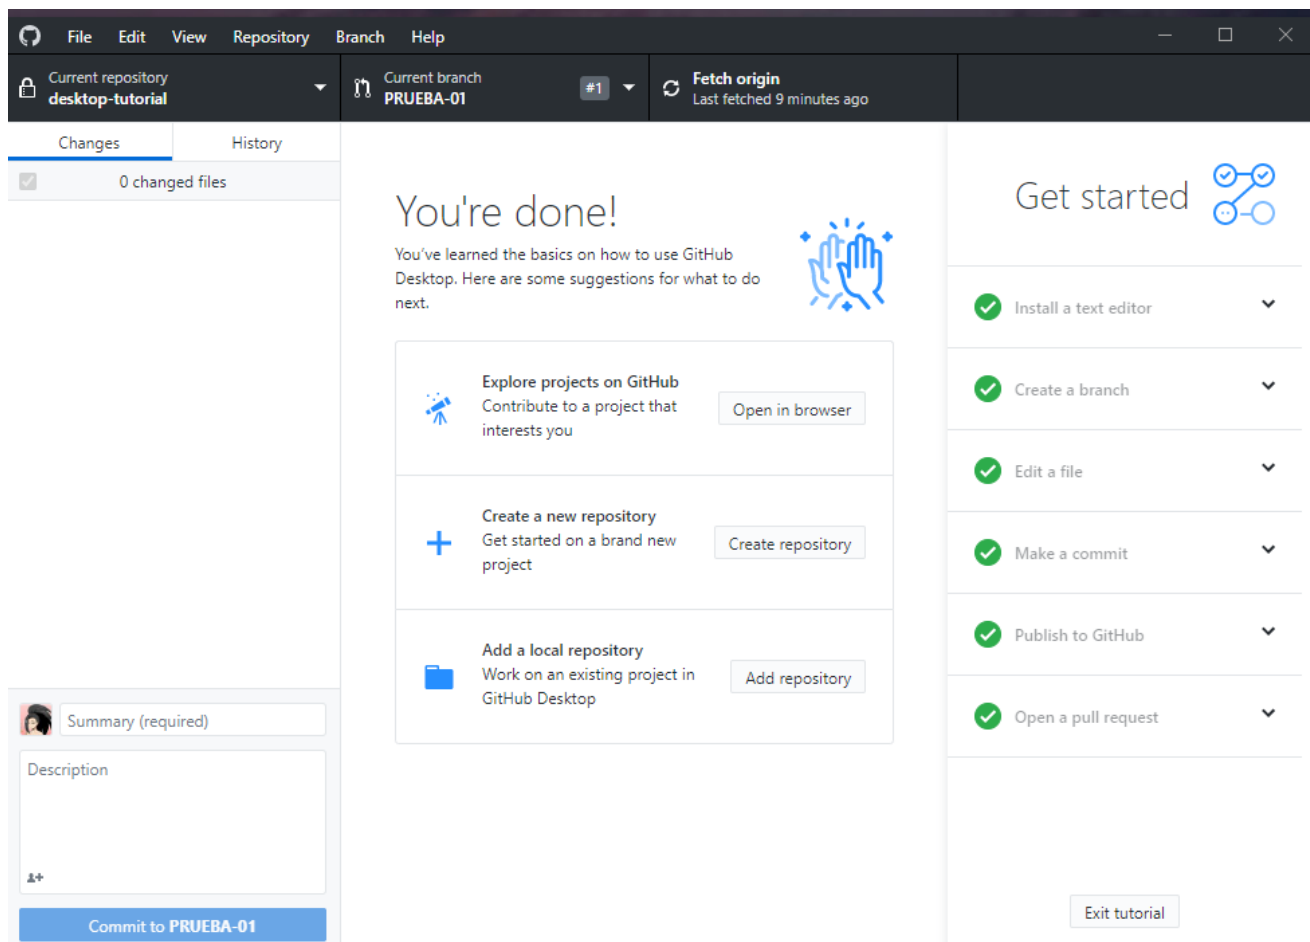 File Edit View Repository Branch Help
Current repository
desktop-tutorial
Current branch
PRUEBA-01
#1
Fetch origin
Last fetched 9 minutes ago
Changes
History
0 changed files
Summary (required)
Description
Commit to PRUEBA-01
You're done!
You've learned the basics on how to use GitHub
Desktop. Here are some suggestions for what to do
next.
Explore projects on GitHub
Contribute to a project that
interests you
Open in browser
Create a new repository
Get started on a brand new
project
Create repository
Add a local repository
Work on an existing project in
GitHub Desktop
Add repository
Get started
Install a text editor
Create a branch
Edit a file
Make a commit
Publish to GitHub
Open a pull request
Exit tutorial